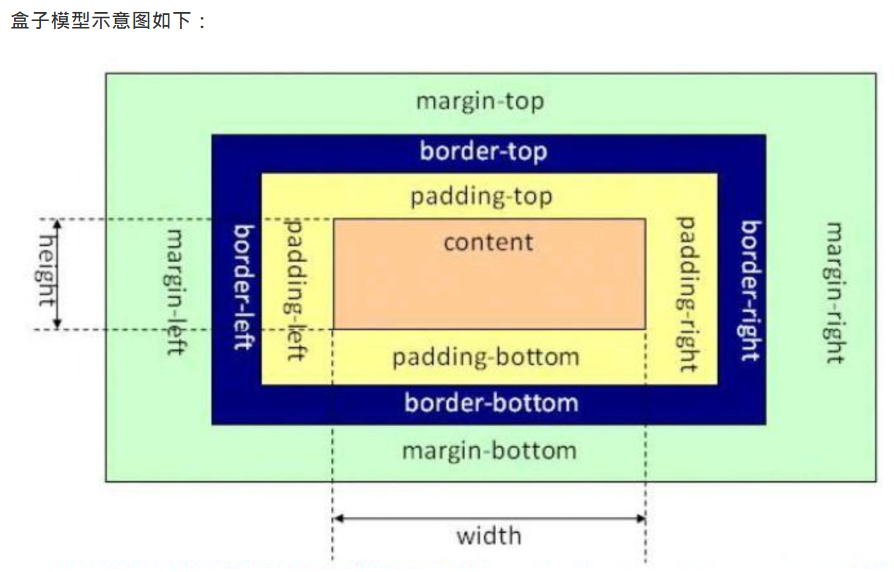 盒子模型示意图如下：
margin-top
border-top
padding-top
content
height
margin-left
border-left
padding-left
padding-right
border-right
margin-right
padding-bottom
border-bottom
margin-bottom
width